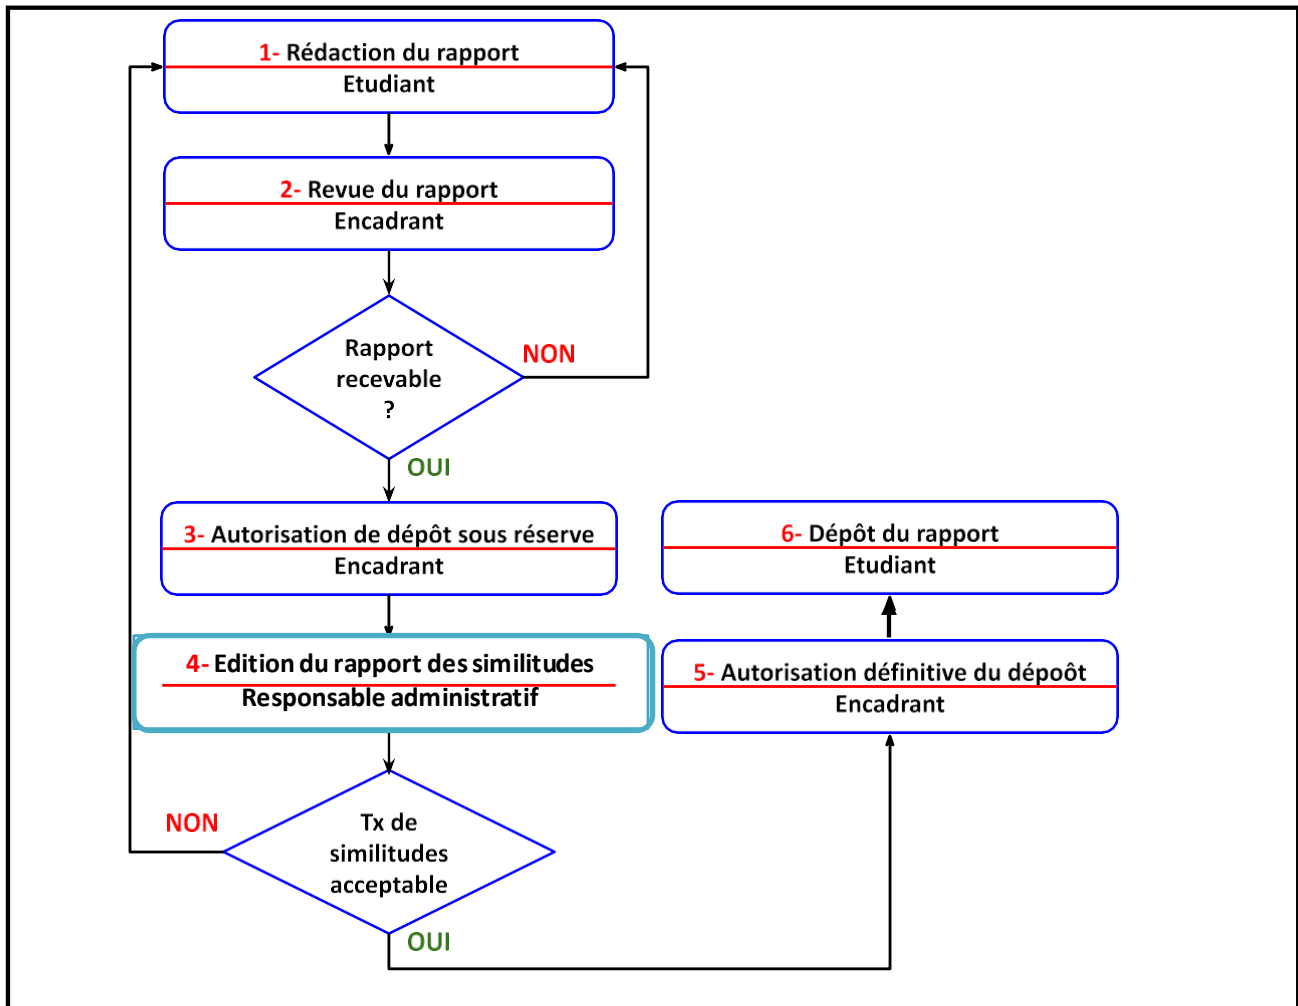 1- Rédaction du rapport
Etudiant
2- Revue du rapport
Encadrant
Rapport
recevable
?
NON
OUI
3- Autorisation de dépôt sous réserve
Encadrant
4- Edition du rapport des similitudes
Responsable administratif
Tx de
similitudes
acceptable
NON
OUI
5- Autorisation définitive du dépoôt
Encadrant
6- Dépôt du rapport
Etudiant